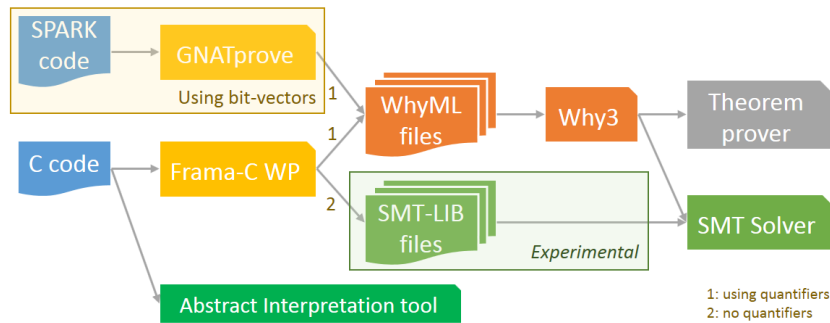 SPARK
code
GNATprove
Using bit-vectors
1
WhyML
files
Why3
Theorem
prover
1
C code
Frama-C WP
2
SMT-LIB
files
SMT Solver
Experimental
Abstract Interpretation tool
1: using quantifiers
2: no quantifiers